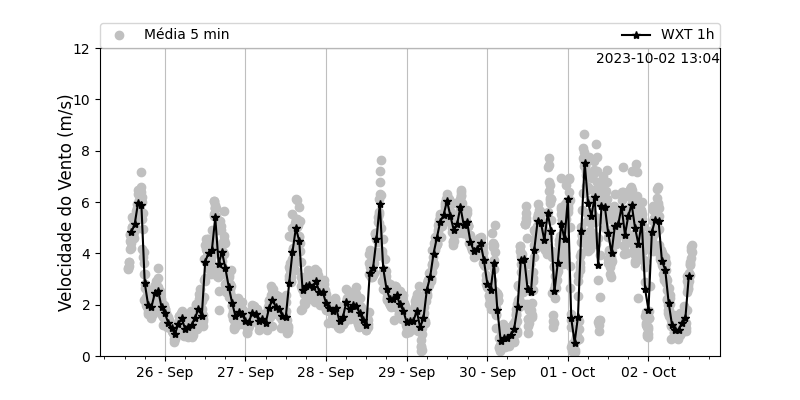 Média 5 min
WXT 1h
2023-10-02 13:04
Velocidade do Vento (m/s)
12
10
8
6
4
2
0
26 - Sep
27 - Sep
28 - Sep
29 - Sep
30 - Sep
01 - Oct
02 - Oct